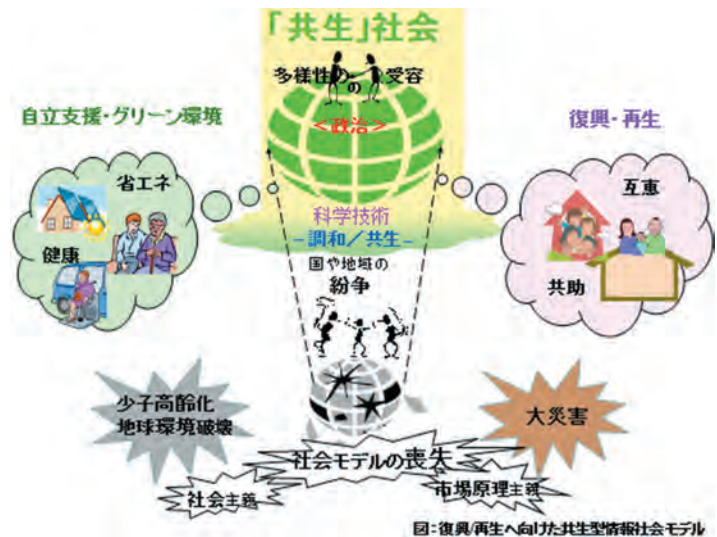 「共生」社会
多様性の の 受容
<政治>
自立支援・グリーン環境
復興・再生
省エネ
健康
互恵
共助
科学技術
－調和／共生－
国や地域の
紛争
少子高齢化
地球環境破壊
大災害
社会モデルの喪失
社会主義
市場原理主義
図：復興/再生へ向けた共生型情報社会モデル